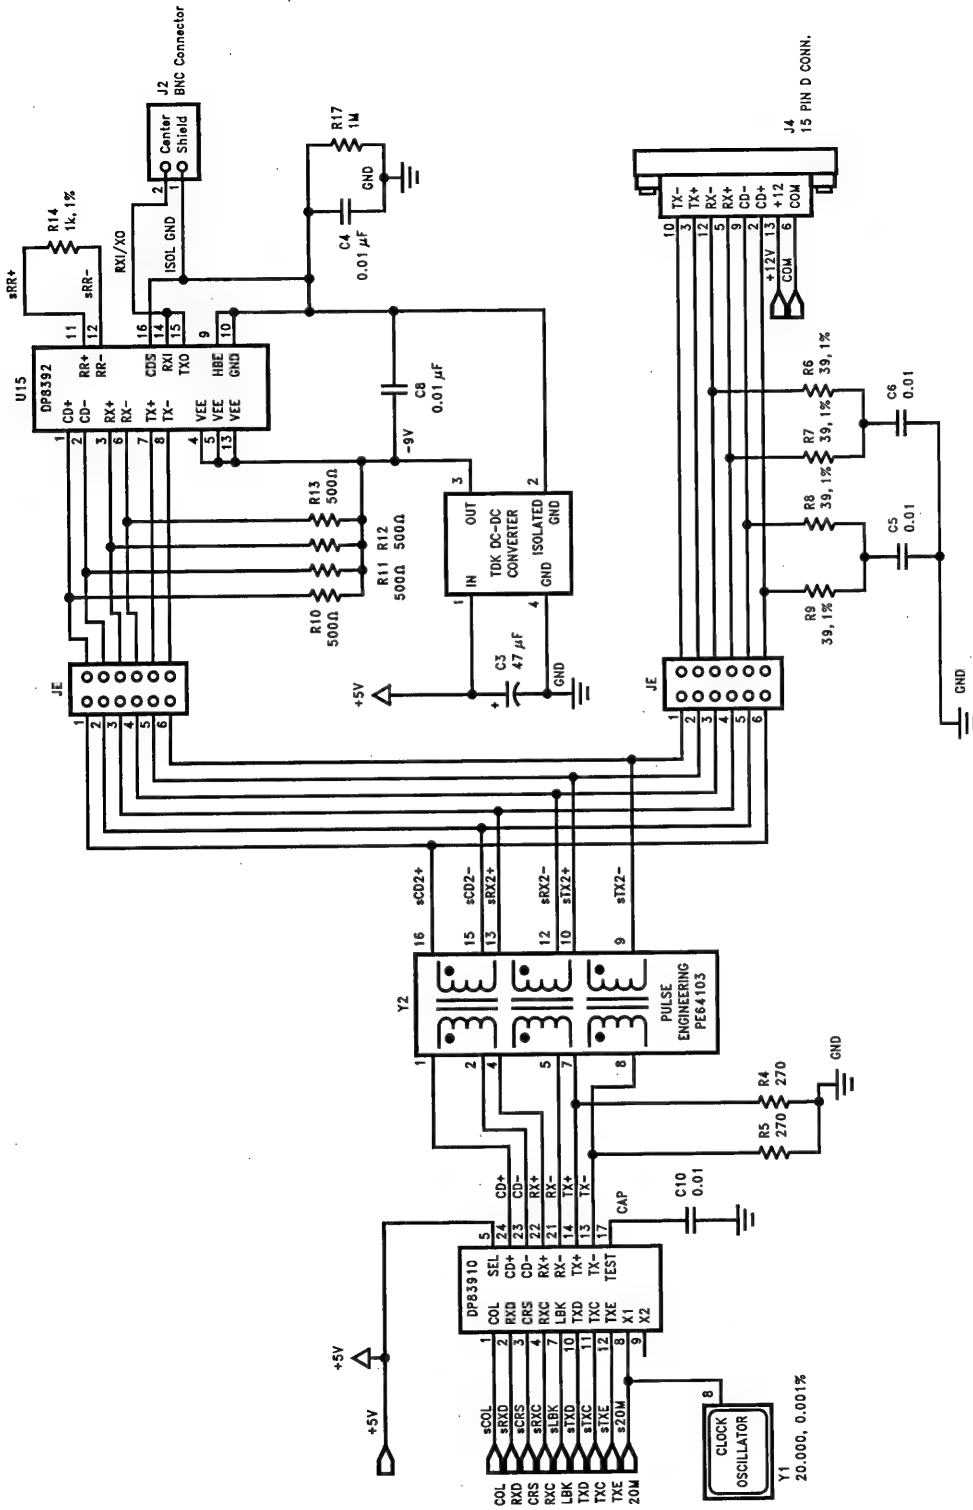 J2
BNC Connector
Center
Shield
2
1
R14
1k, 1%
sRR+
sRR-
RXI/XO
ISOL GND
R17
1M
GND
C4
0.01 µF
U15
DP8392
11
12
16
14
15
9
10
RR+
RR-
CDS
RXI
TXO
HBE
GND
CD+
CD-
RX+
RX-
TX+
TX-
VEE
VEE
VEE
1
2
3
6
7
8
4
5
13
C8
0.01 µF
-9V
R13
500Ω
R12
500Ω
R11
500Ω
R10
500Ω
3
2
OUT
TDK DC-DC
CONVERTER
ISOLATED
GND
IN
GND
1
4
C3
47 µF
+
+5V
GND
JE
1
2
3
4
5
6
J4
15 PIN D CONN.
TX-
TX+
RX-
RX+
CD-
CD+
+12
COM
10
3
12
5
9
2
13
6
+12V
COM
R6
39, 1%
R7
39, 1%
R8
39, 1%
R9
39, 1%
C6
0.01
C5
0.01
GND
JE
1
2
3
4
5
6
sCD2+
sCD2-
sRX2+
sRX2-
sTX2+
sTX2-
16
15
13
12
10
9
Y2
PULSE
ENGINEERING
PE64103
1
2
4
5
7
8
R4
270
R5
270
GND
CD+
CD-
RX+
RX-
TX+
TX-
CAP
C10
0.01
5
24
23
22
21
14
13
17
DP83910
SEL
CD+
CD-
RX+
RX-
TX+
TX-
TEST
COL
RXD
CRS
RXC
LBK
TXD
TXC
TXE
X1
X2
1
2
3
4
7
10
11
12
8
9
+5V
+5V
sCOL
sRXD
sCRS
sRXC
sLBK
sTXD
sTXC
sTXE
s20M
COL
RXD
CRS
RXC
LBK
TXD
TXC
TXE
20M
8
CLOCK
OSCILLATOR
Y1
20.000, 0.001%